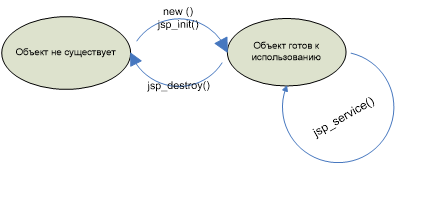 new ()
jsp_init()
Объект не существует
Объект готов к
использованию
jsp_destroy()
jsp_service()